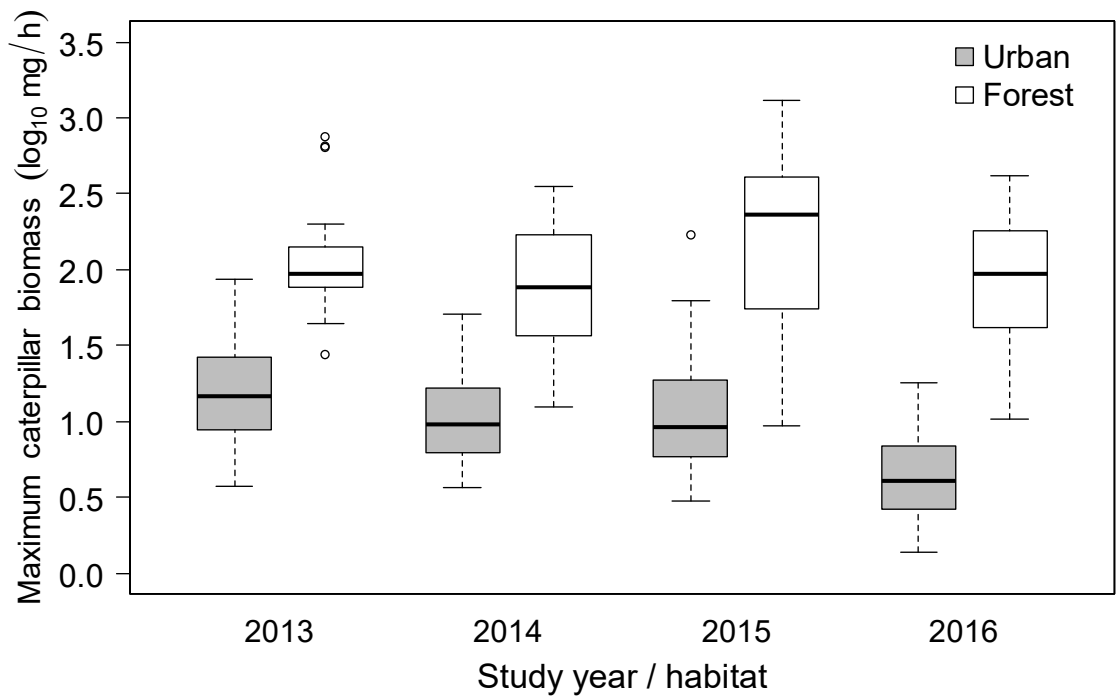 Maximum caterpillar biomass (log₁₀ mg/h)
3.5
3.0
2.5
2.0
1.5
1.0
0.5
0.0
Urban
Forest
2013 2014 2015 2016
Study year / habitat